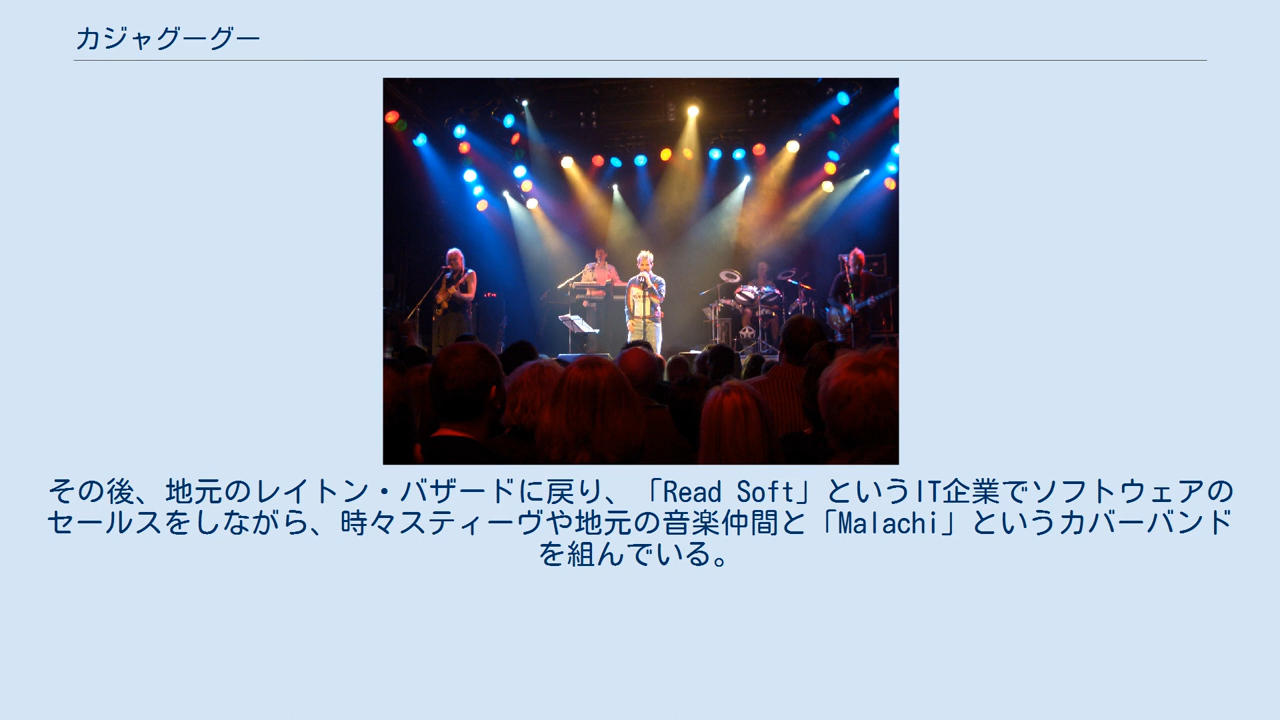 カジャグーグー
その後、地元のレイトン・バザードに戻り、「Read Soft」というIT企業でソフトウェアの
セールスをしながら、時々スティーヴや地元の音楽仲間と「Malachi」というカバーバンド
を組んでいる。